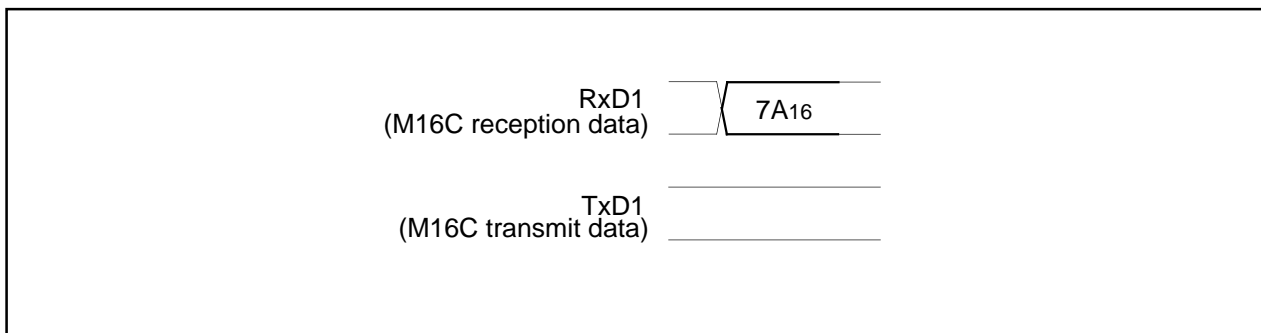 RxD1
(M16C reception data)
7A16
TxD1
(M16C transmit data)